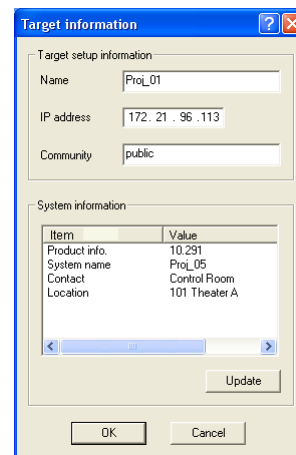 Target information
Target setup information
Name Proj_01
IP address 172. 21 . 96 .113
Community public
System information
Item Value
Product info. 10.291
System name Proj_05
Contact Control Room
Location 101 Theater A
Update
OK Cancel